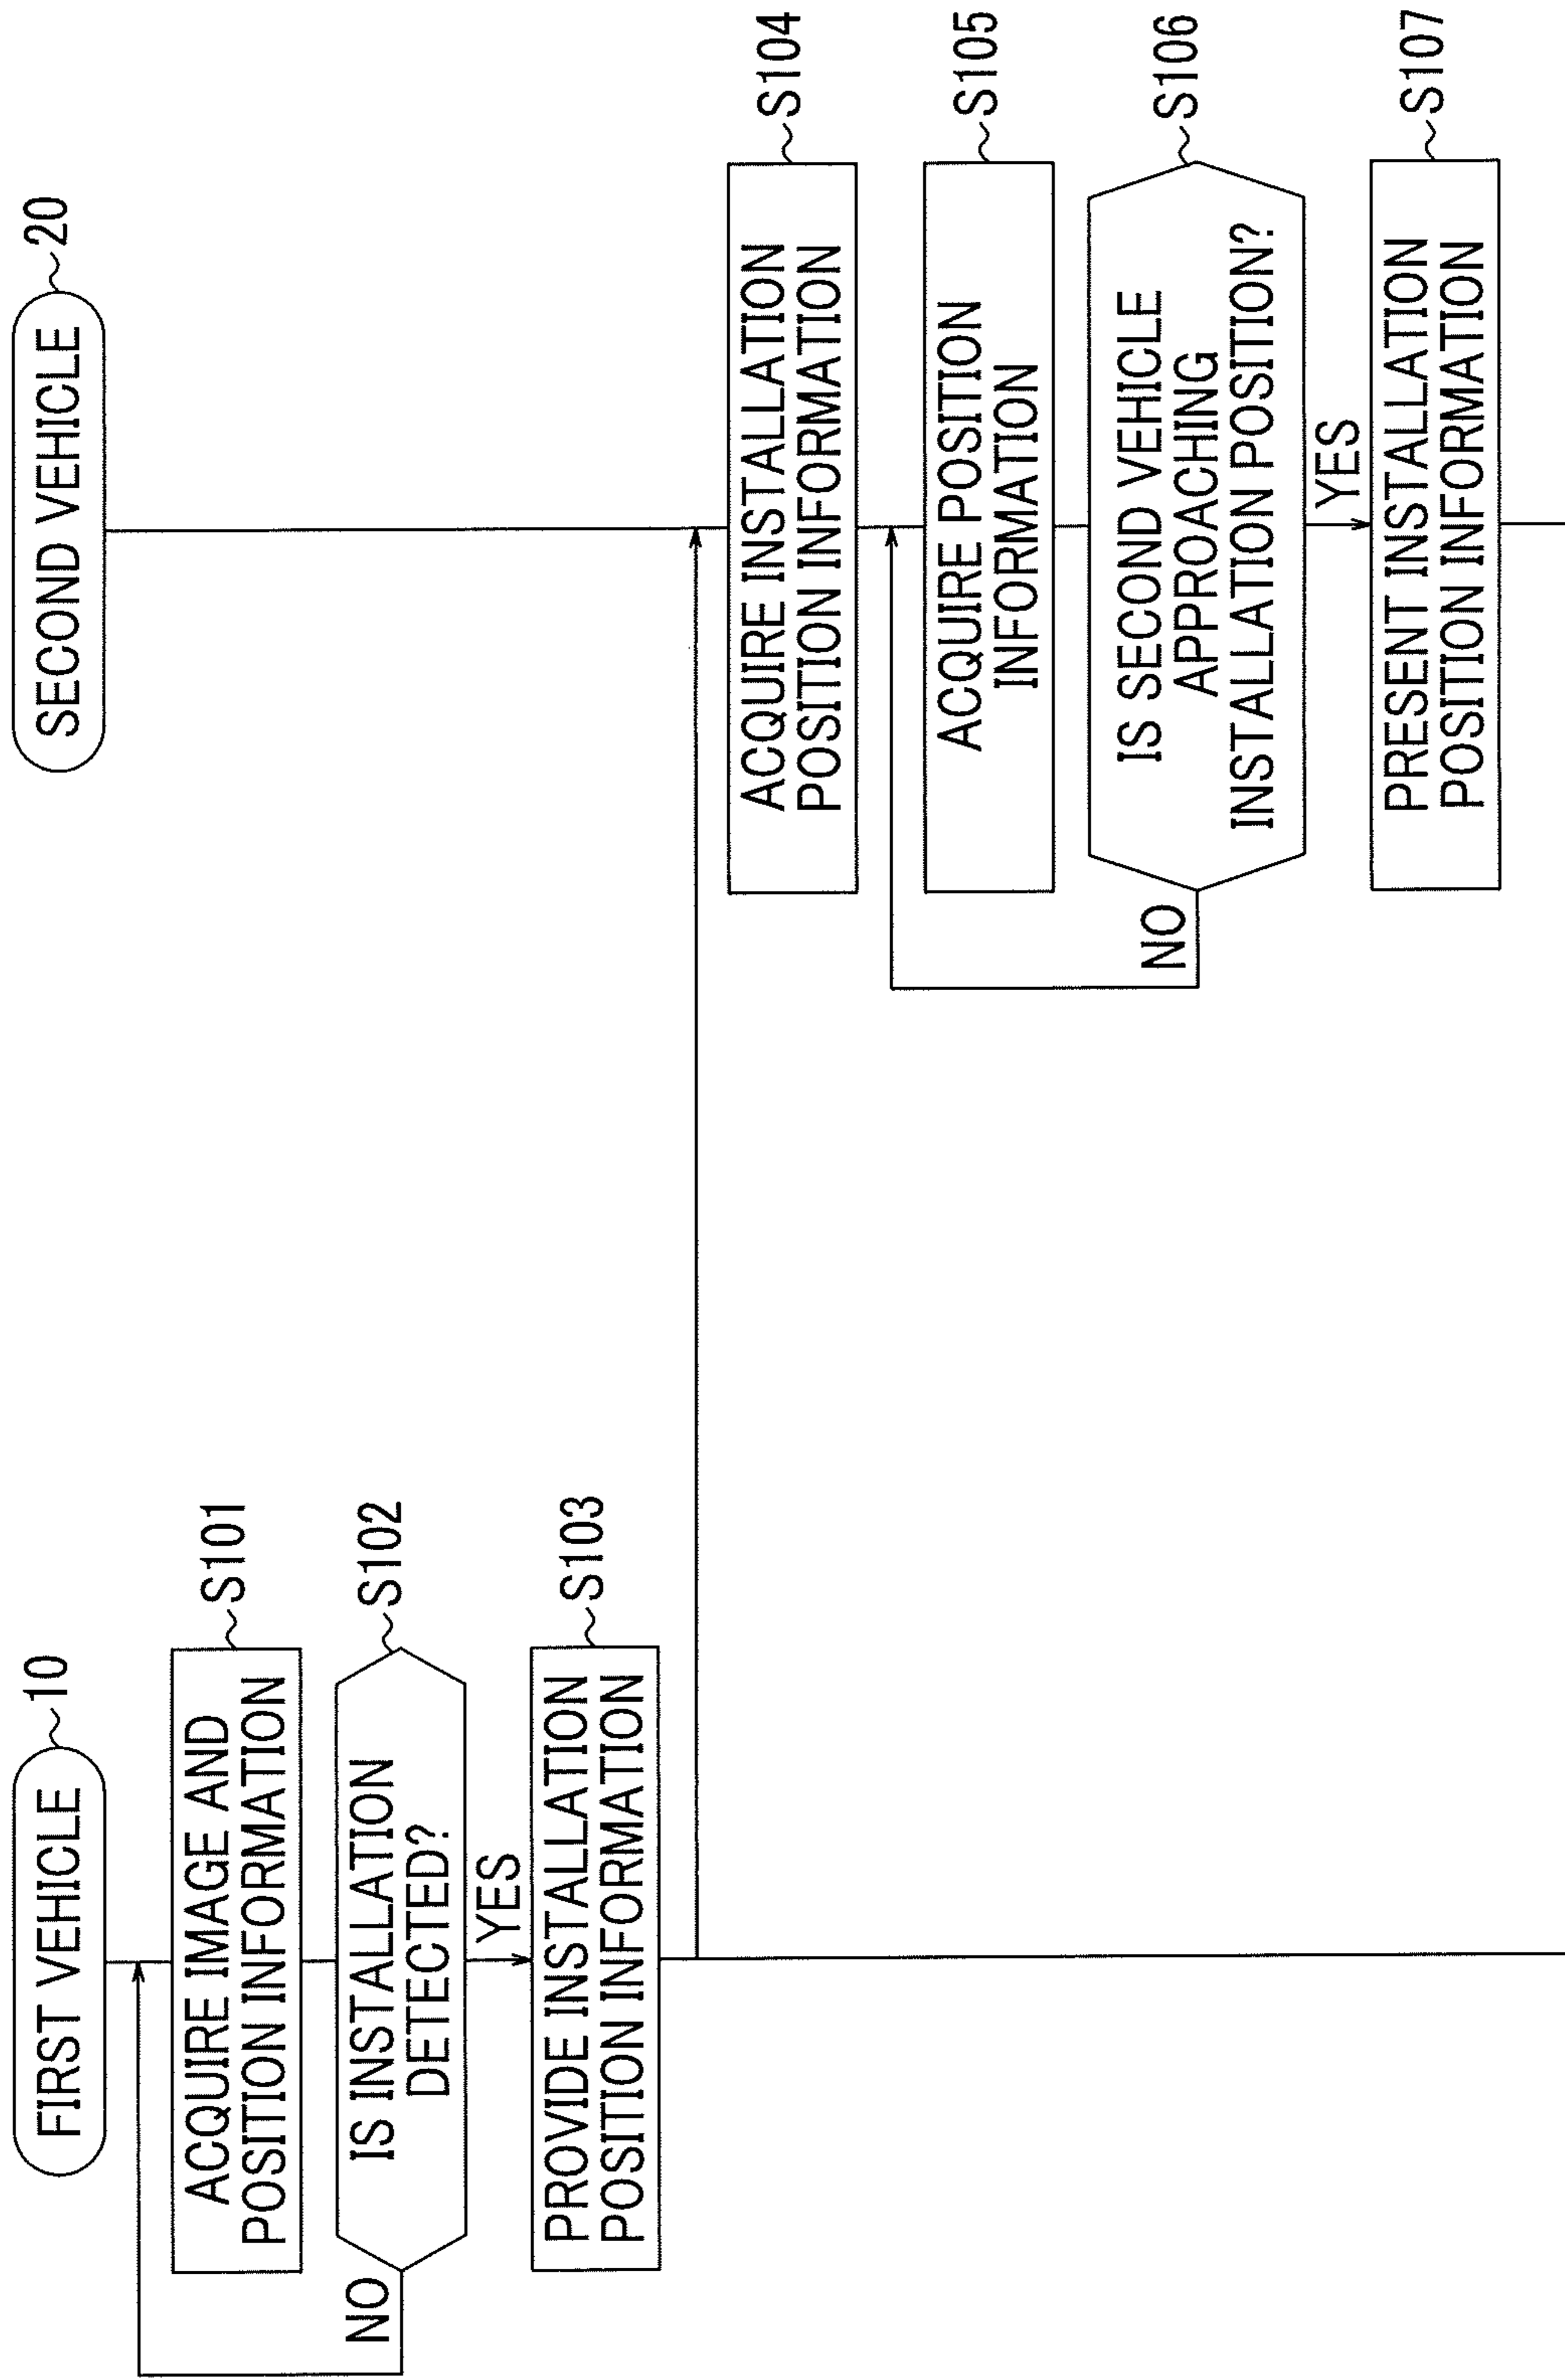 FIRST VEHICLE
10
ACQUIRE IMAGE AND
POSITION INFORMATION
S101
IS INSTALLATION
DETECTED?
S102
NO
YES
PROVIDE INSTALLATION
POSITION INFORMATION
S103
SECOND VEHICLE
20
ACQUIRE INSTALLATION
POSITION INFORMATION
S104
ACQUIRE POSITION
INFORMATION
S105
IS SECOND VEHICLE
APPROACHING
INSTALLATION POSITION?
S106
NO
YES
PRESENT INSTALLATION
POSITION INFORMATION
S107